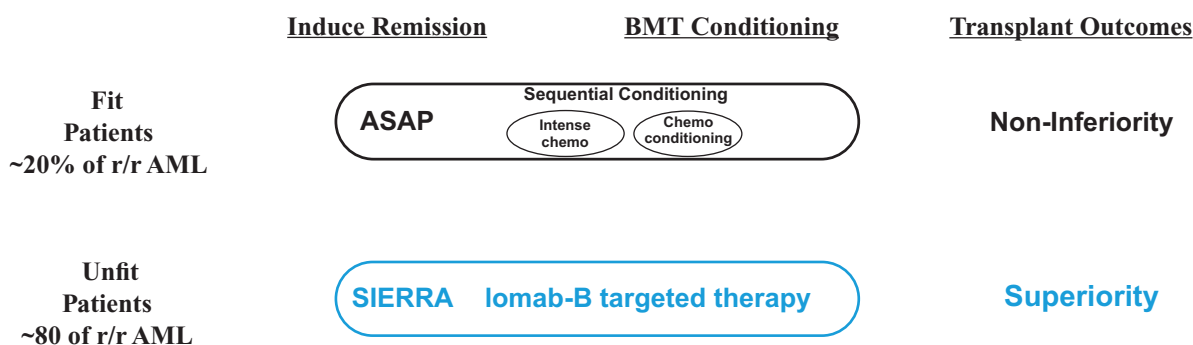 Induce Remission BMT Conditioning Transplant Outcomes
Fit
Patients
~20% of r/r AML
ASAP
Sequential Conditioning
Intense
chemo
Chemo
conditioning
Non-Inferiority
Unfit
Patients
~80 of r/r AML
SIERRA Iomab-B targeted therapy
Superiority